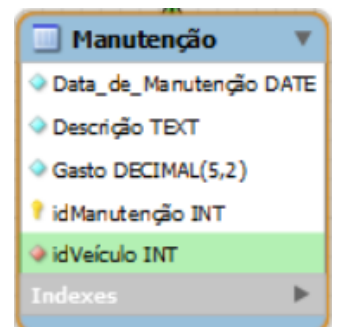 Manutenção
Data_de_Manutenção DATE
Descrição TEXT
Gasto DECIMAL(5,2)
idManutenção INT
idVeículo INT
Indexes